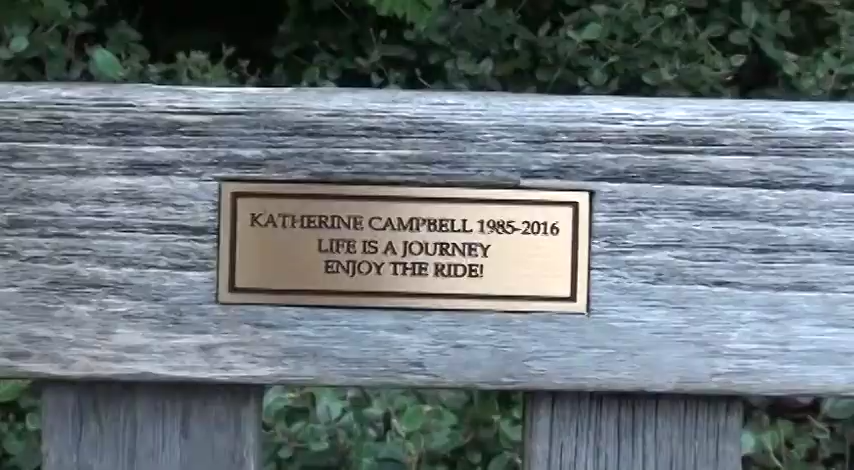 KATHERINE CAMPBELL 1985-2016
LIFE IS A JOURNEY
ENJOY THE RIDE!